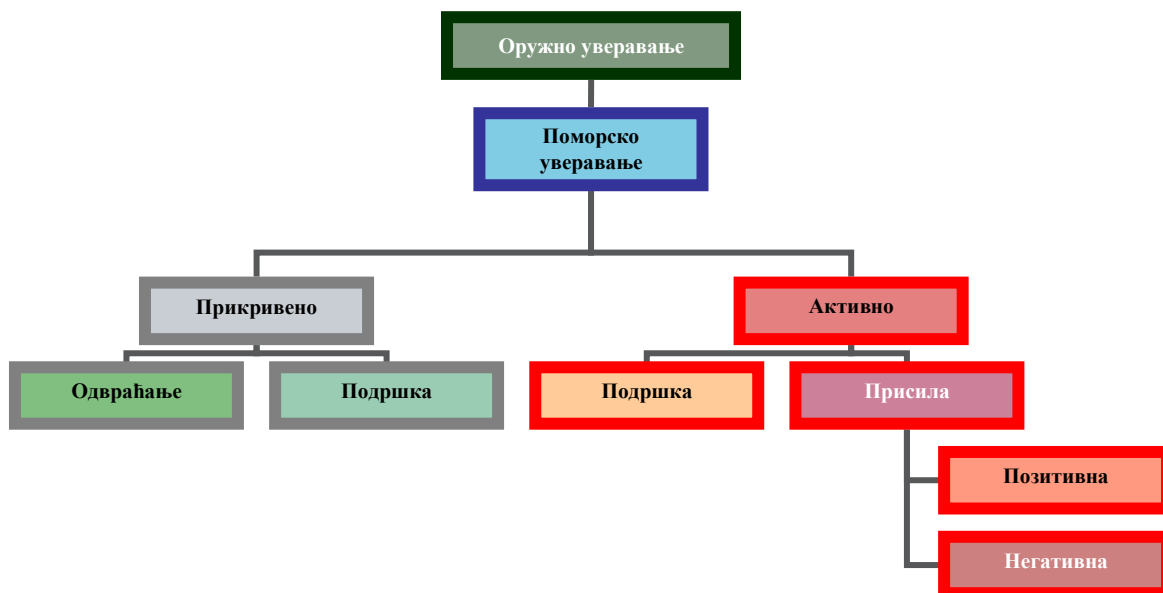 Оружно уверавање
Поморско
уверавање
Прикривено
Активно
Одвраћање
Подршка
Подршка
Присила
Позитивна
Негативна